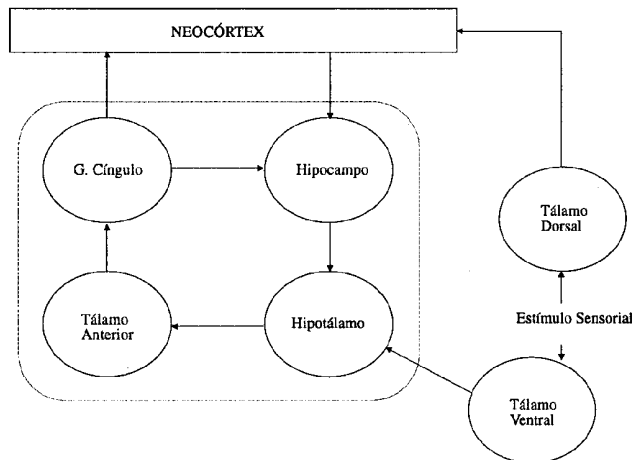 NEOCÓRTEX
G. Cíngulo
Hipocampo
Tálamo
Dorsal
Estímulo Sensorial
Tálamo
Anterior
Hipotálamo
Tálamo
Ventral